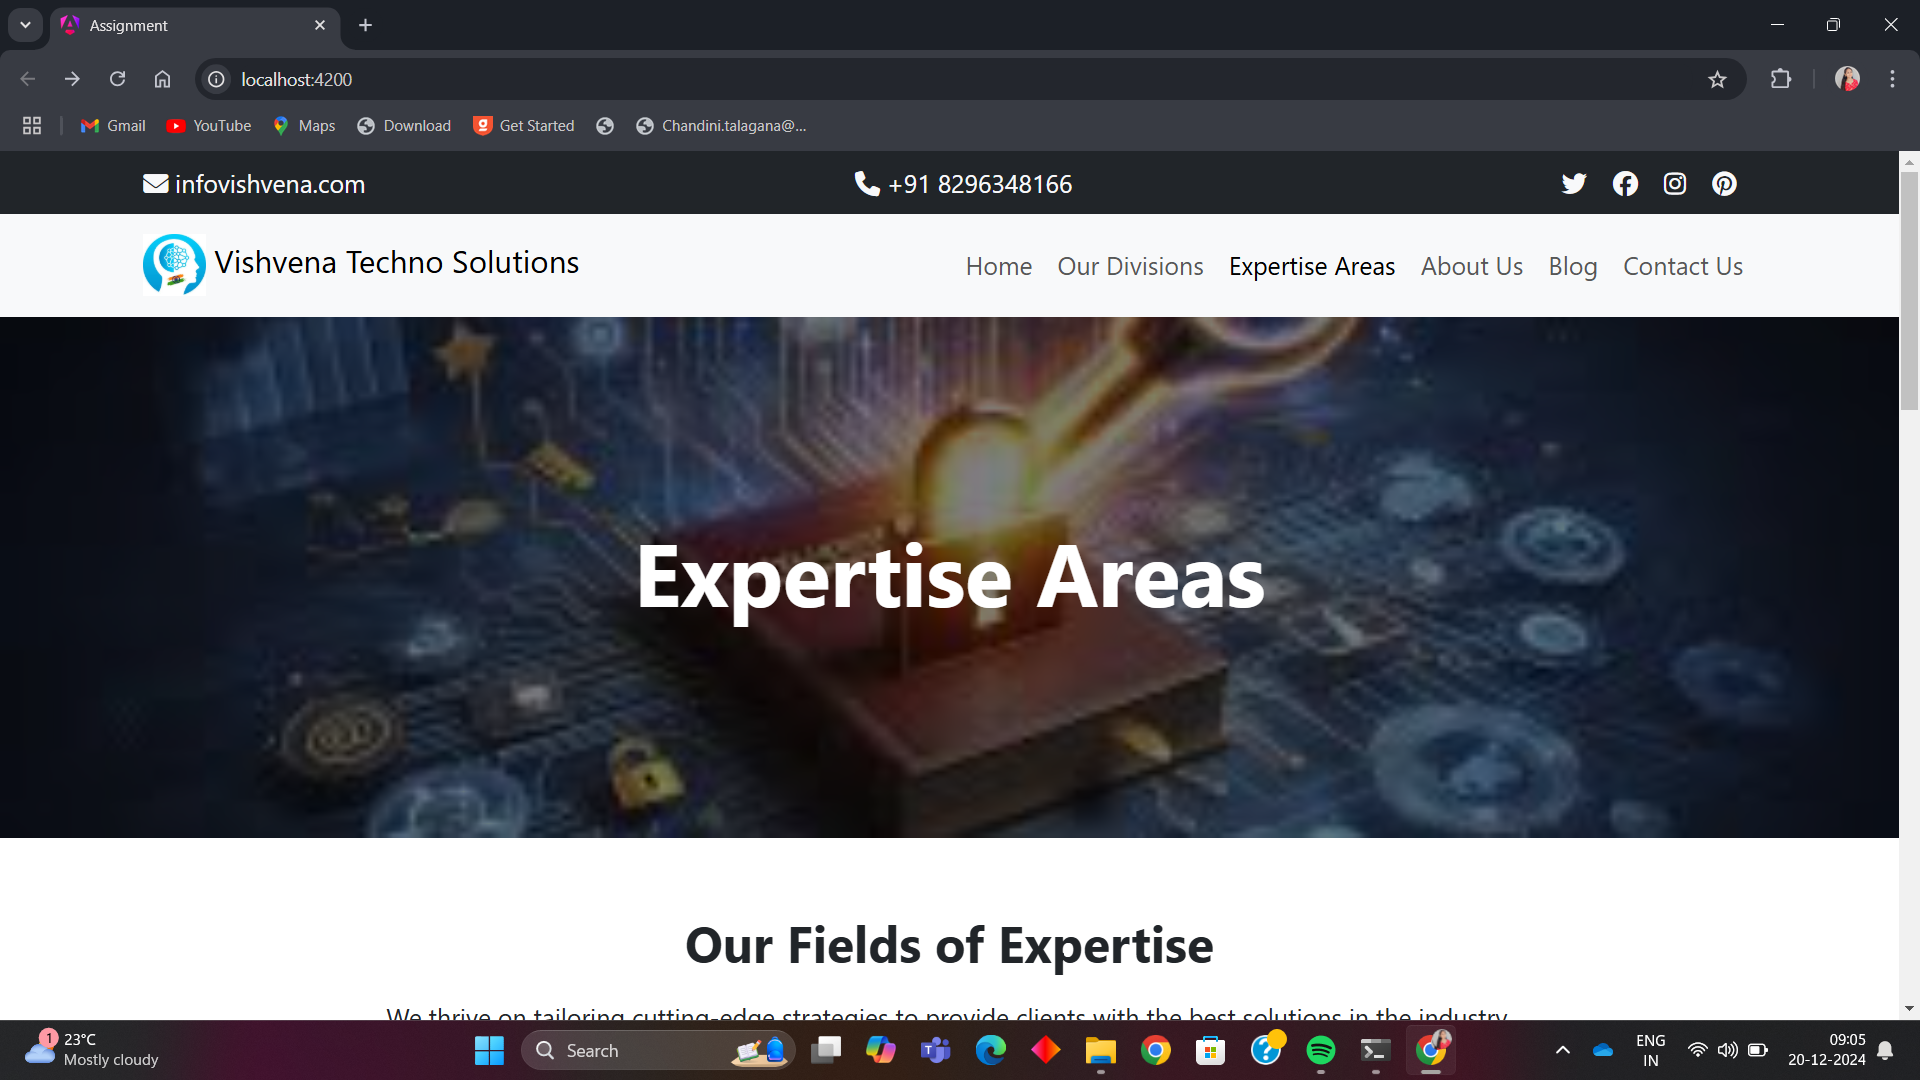 Assignment
localhost:4200
Gmail YouTube Maps Download Get Started Chandini.talagana@...
infovishvena.com +91 8296348166
Vishvena Techno Solutions Home Our Divisions Expertise Areas About Us Blog Contact Us
Expertise Areas
Our Fields of Expertise
We thrive on tailoring cutting-edge strategies to provide clients with the best solutions in the industry
1 23°C
Mostly cloudy
Search
ENG
IN
09:05
20-12-2024